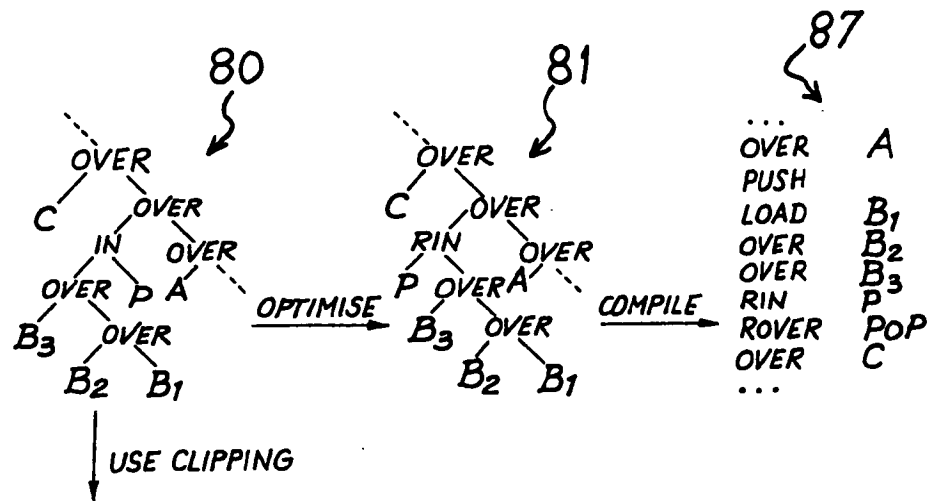 80
81
87
OVER
C
OVER
IN
OVER
OVER
P
A
B3
OVER
B2
B1
OPTIMISE
OVER
C
OVER
RIN
OVER
P
OVER
A
B3
OVER
B2
B1
COMPILE
...
OVER A
PUSH
LOAD B1
OVER B2
OVER B3
RIN P
ROVER POP
OVER C
...
USE CLIPPING